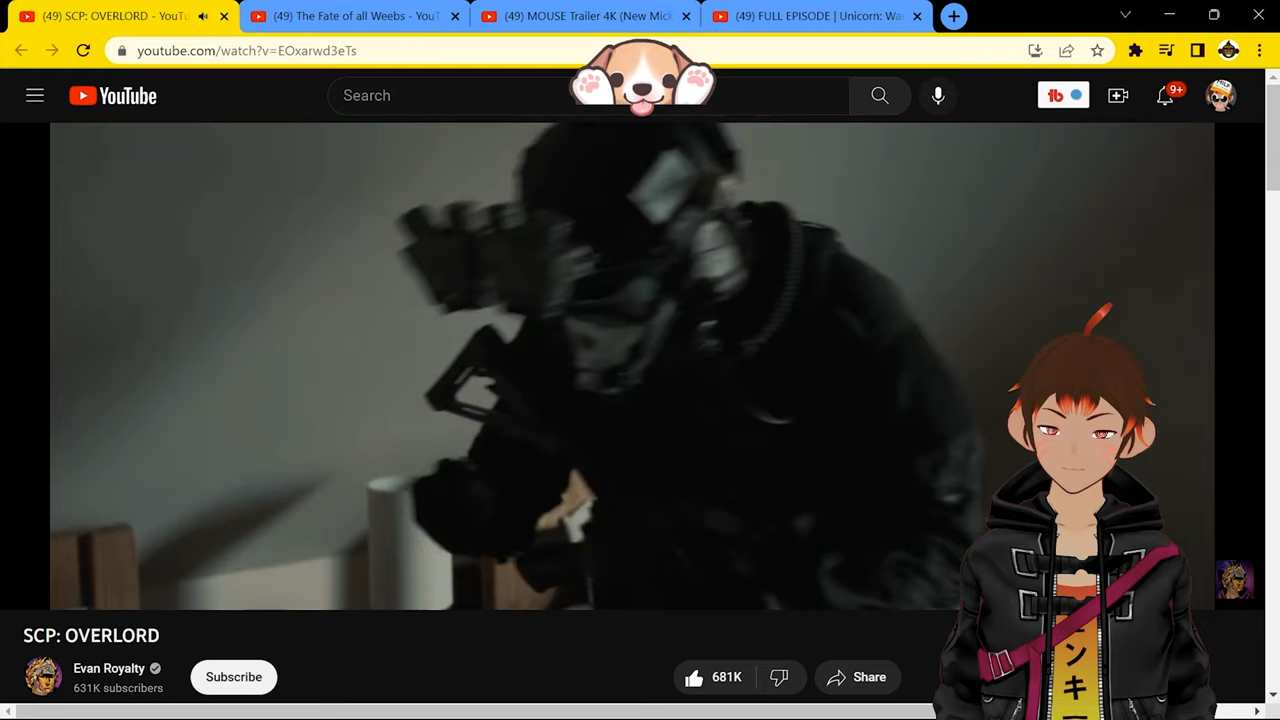 (49) SCP: OVERLORD - YouTu
(49) The Fate of all Weebs - YouT
(49) MOUSE Trailer 4K (New Mick
(49) FULL EPISODE | Unicorn: Wa
youtube.com/watch?v=EOxarwd3eTs
YouTube
Search
tb
9+
SCP: OVERLORD
Evan Royalty
631K subscribers
Subscribe
681K
Share
ンキ